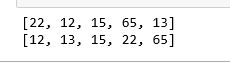 [22, 12, 15, 65, 13]
[12, 13, 15, 22, 65]